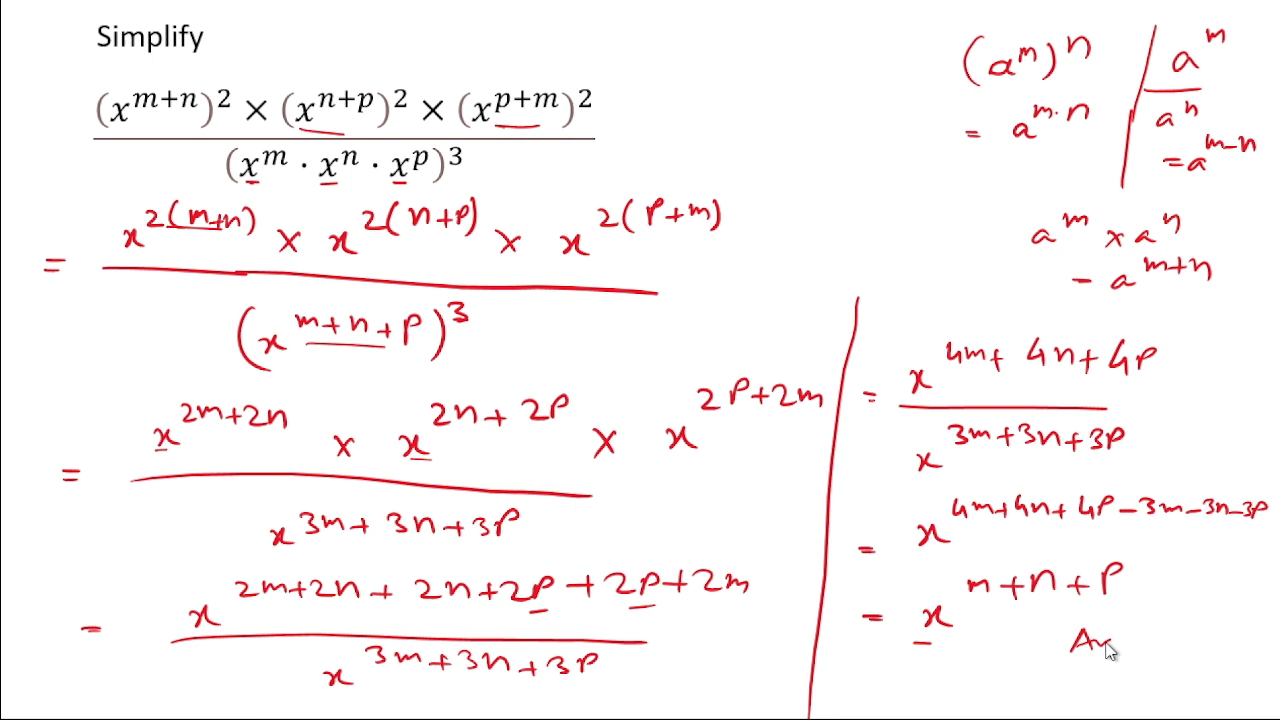 Simplify
(x^{m+n})^2 × (x^{n+p})^2 × (x^{p+m})^2
(x^m · x^n · x^p)^3
= x^{2(m+n)} × x^{2(n+p)} × x^{2(p+m)}
(x^{m+n+p})^3
= x^{2m+2n} × x^{2n+2p} × x^{2p+2m}
x^{3m+3n+3p}
= x^{2m+2n+2n+2p+2p+2m}
x^{3m+3n+3p}
(a^m)^n
= a^{m·n}
a^m
a^n
= a^{m-n}
a^m × a^n
= a^{m+n}
= x^{4m+4n+4p}
x^{3m+3n+3p}
= x^{4m+4n+4p-3m-3n-3p}
= x^{m+n+p}